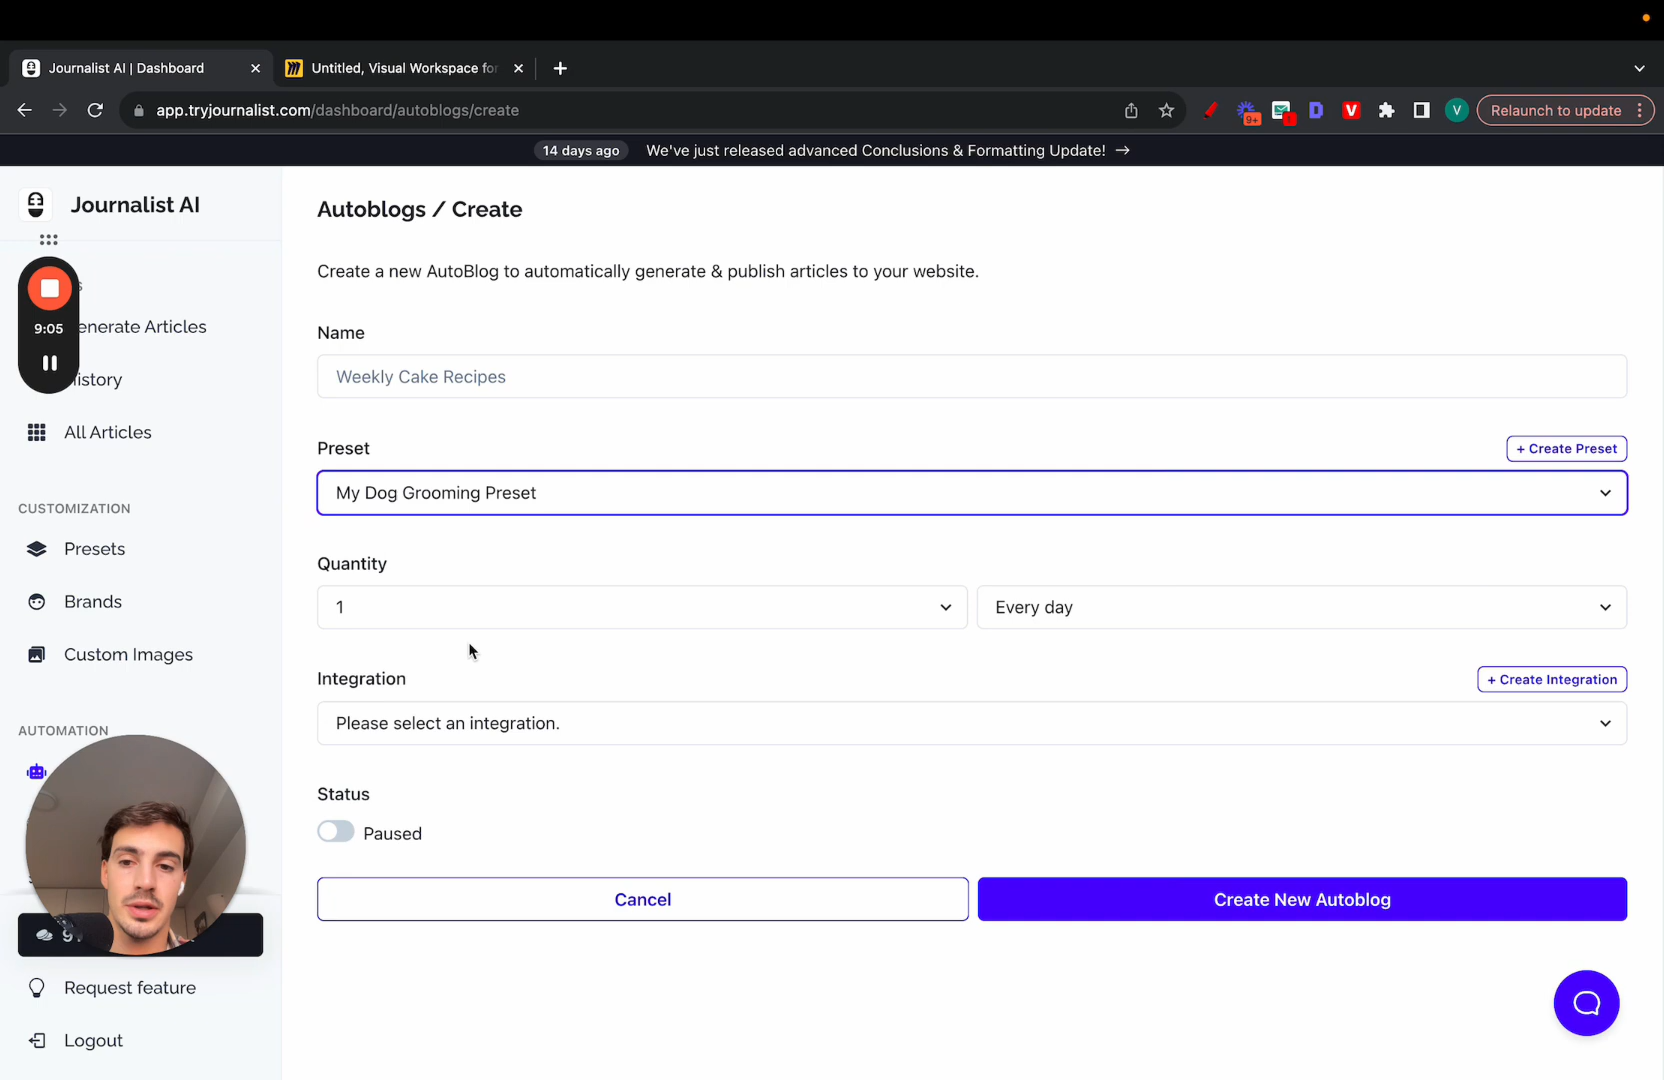 Journalist AI | Dashboard
Untitled, Visual Workspace for
app.tryjournalist.com/dashboard/autoblogs/create
9+
1
D
V
V
Relaunch to update
14 days ago We've just released advanced Conclusions & Formatting Update! →
Journalist AI
Autoblogs / Create
Create a new AutoBlog to automatically generate & publish articles to your website.
9:05
enerate Articles
istory
All Articles
CUSTOMIZATION
Presets
Brands
Custom Images
AUTOMATION
Request feature
Logout
Name
Weekly Cake Recipes
Preset
+ Create Preset
My Dog Grooming Preset
Quantity
1
Every day
Integration
+ Create Integration
Please select an integration.
Status
Paused
Cancel
Create New Autoblog